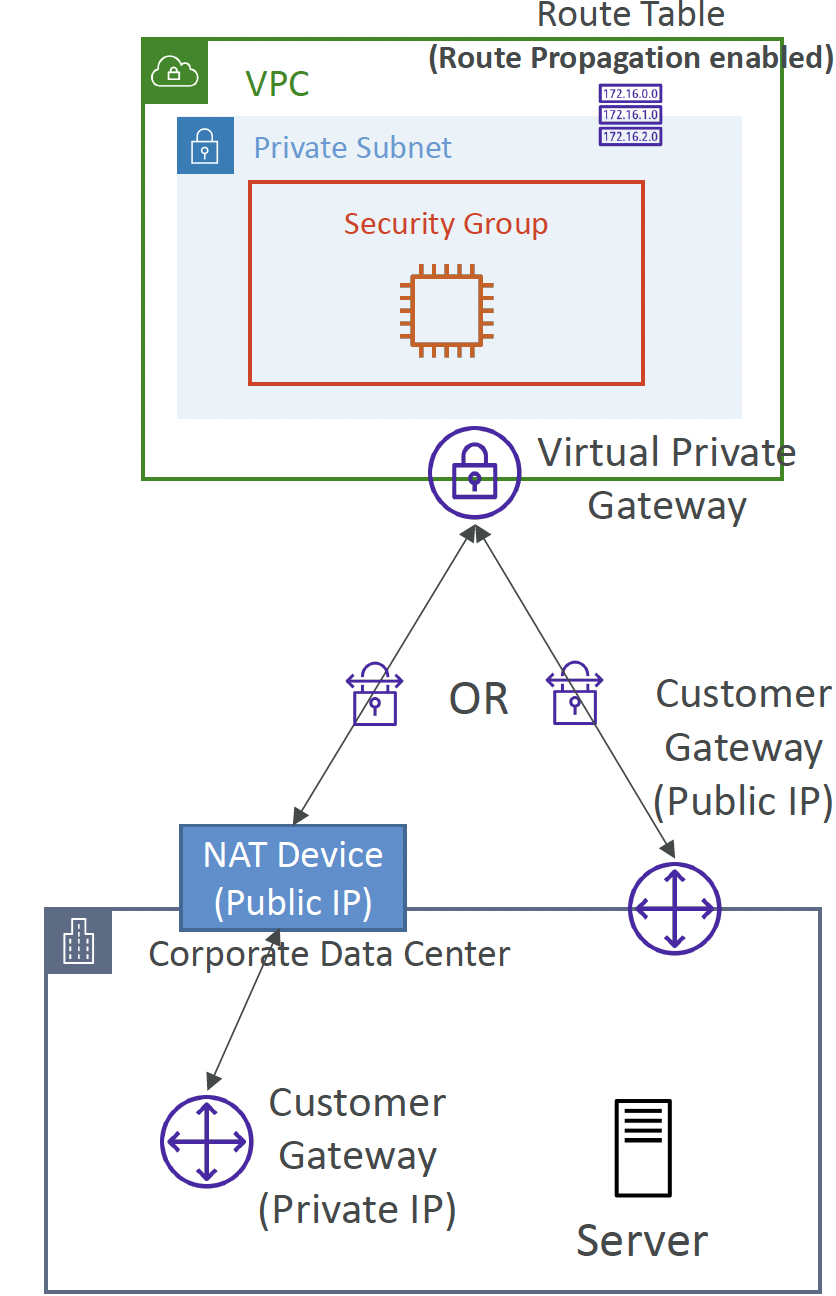 Route Table
(Route Propagation enabled)
VPC
172.16.0.0
172.16.1.0
172.16.2.0
Private Subnet
Security Group
Virtual Private
Gateway
OR
Customer
Gateway
(Public IP)
NAT Device
(Public IP)
Corporate Data Center
Customer
Gateway
(Private IP)
Server